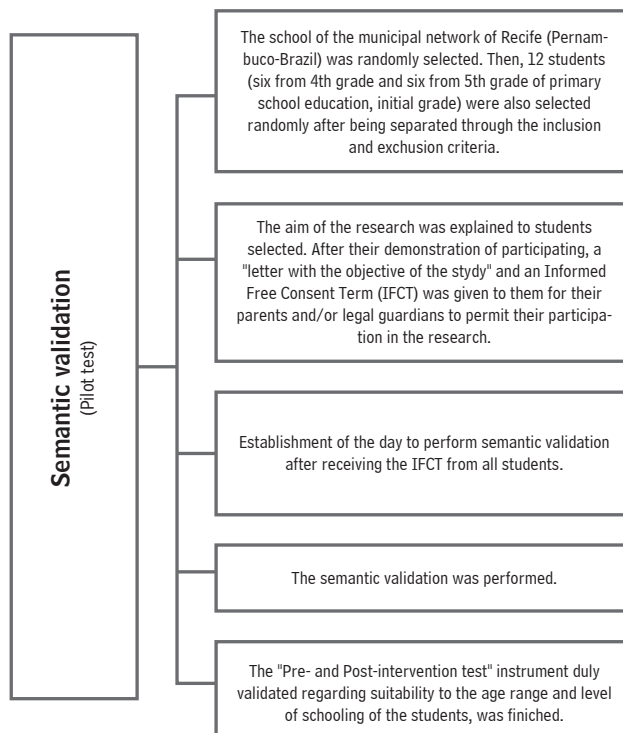 Semantic validation
(Pilot test)
The school of the municipal network of Recife (Pernam-
buco-Brazil) was randomly selected. Then, 12 students
(six from 4th grade and six from 5th grade of primary
school education, initial grade) were also selected
randomly after being separated through the inclusion
and exchusion criteria.
The aim of the research was explained to students
selected. After their demonstration of participating, a
"letter with the objective of the stydy" and an Informed
Free Consent Term (IFCT) was given to them for their
parents and/or legal guardians to permit their participa-
tion in the research.
Establishment of the day to perform semantic validation
after receiving the IFCT from all students.
The semantic validation was performed.
The "Pre- and Post-intervention test" instrument duly
validated regarding suitability to the age range and level
of schooling of the students, was finiched.